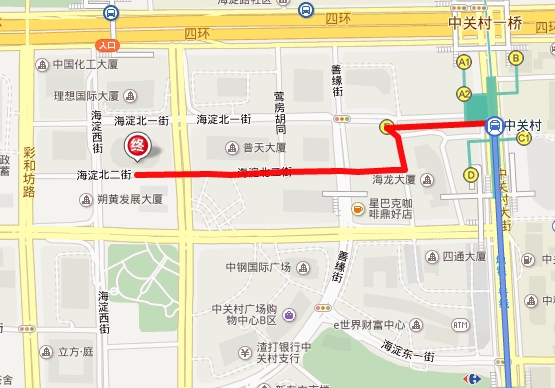 四环
四环
中关村一桥
入口
中国化工大厦
A1
B
理想国际大厦
A2
善缘街
莺房胡同
海淀西街
海淀北一街
海淀北一街
中关村
C1
终
普天大厦
彩和坊路
海淀北二街
海淀北二街
海龙大厦
D
朔黄发展大厦
星巴克咖
啡鼎好店
中关村大街
善缘街
四通大厦
中钢国际广场
海淀西街
中关村广场购
物中心B区
e世界财富中心
ATM
立方·庭
渣打银行中
关村支行
海淀东一街